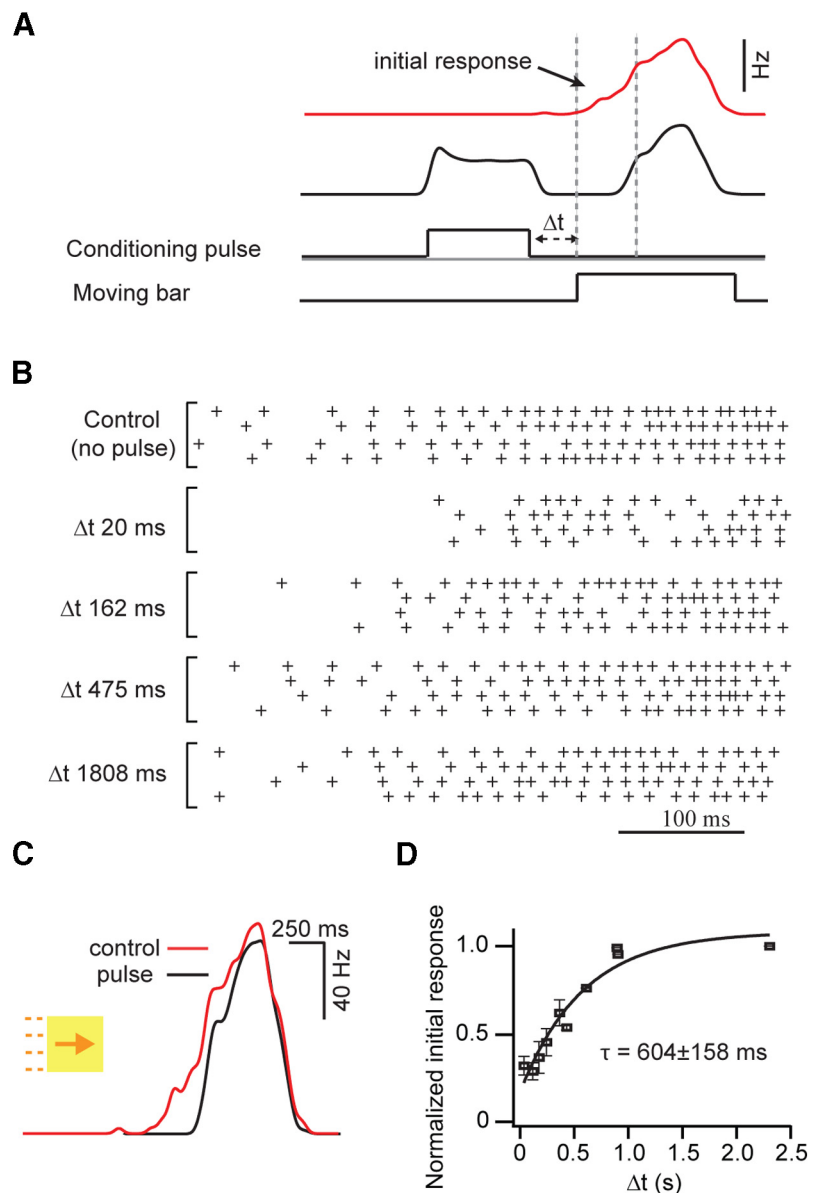 A
initial response
Hz
Δt
Conditioning pulse
Moving bar
B
Control
(no pulse)
Δt 20 ms
Δt 162 ms
Δt 475 ms
Δt 1808 ms
100 ms
C
control
pulse
250 ms
40 Hz
D
Normalized initial response
1.0
0.5
0
τ = 604±158 ms
0 0.5 1.0 1.5 2.0 2.5
Δt (s)